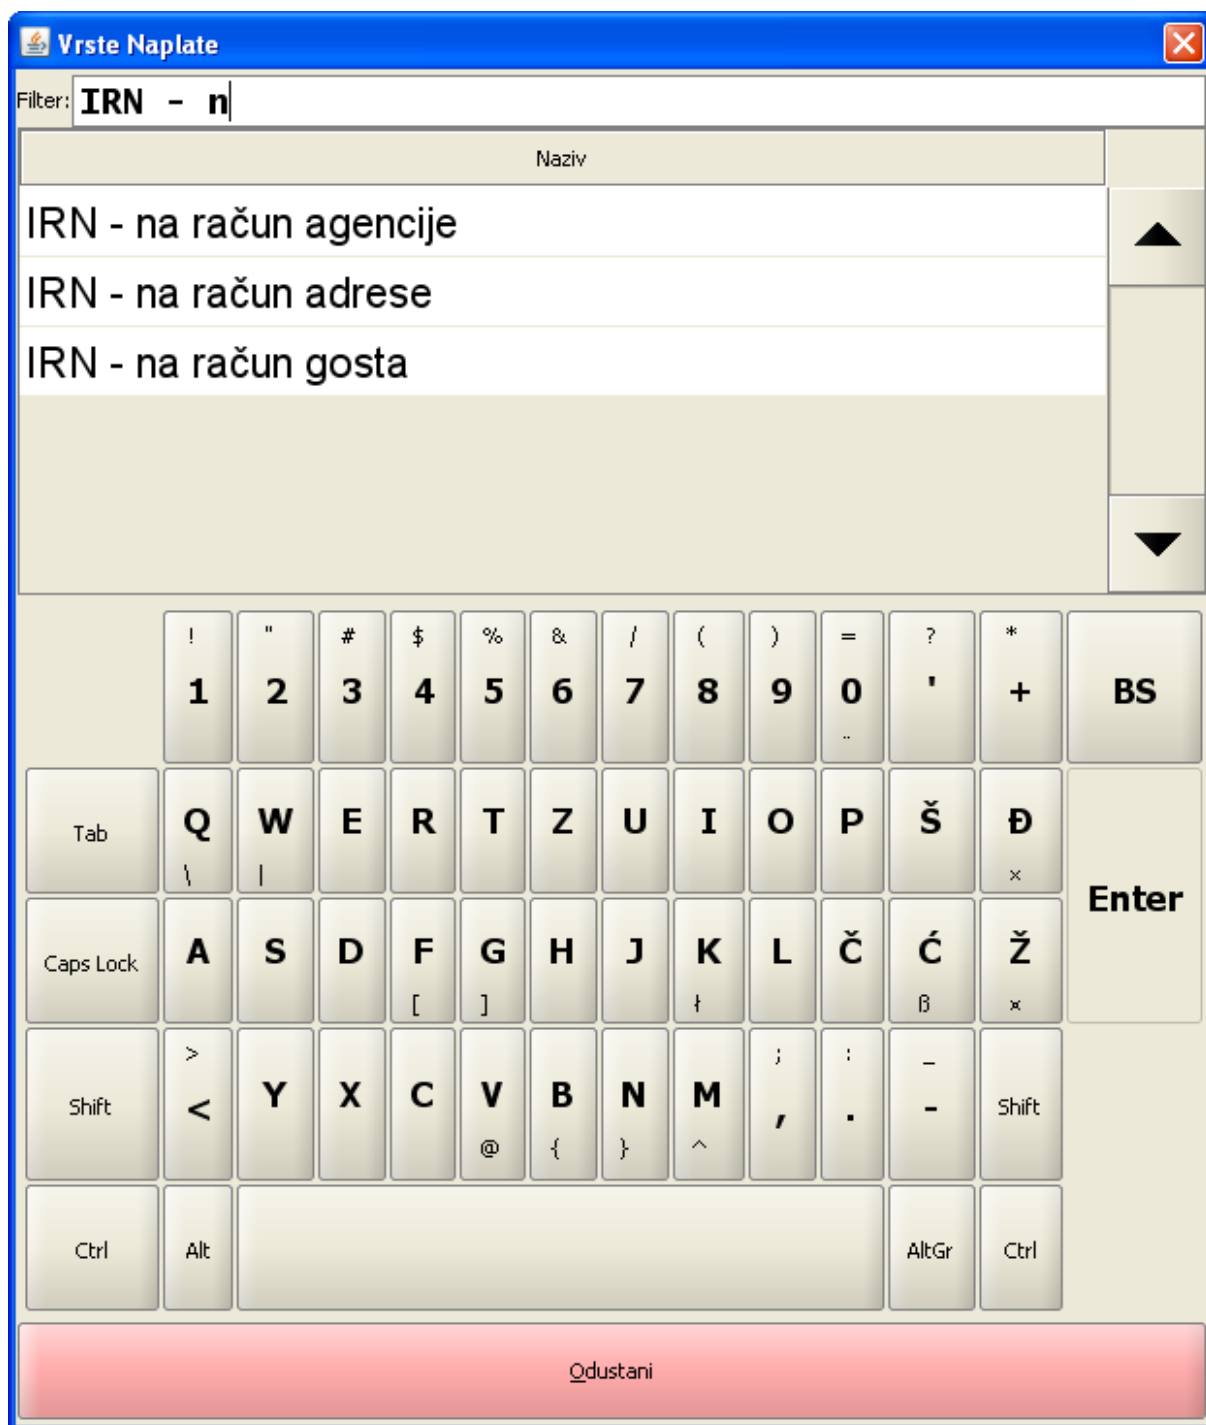 Vrste Naplate
Filter: IRN - n
Naziv
IRN - na račun agencije
IRN - na račun adrese
IRN - na račun gosta
! " # $ % & / ( ) = ? *
1 2 3 4 5 6 7 8 9 0 ' + BS
¨
Tab Q W E R T Z U I O P Š Đ
\ | ×
Enter
Caps Lock A S D F G H J K L Č Ć Ž
[ ] ł ß ¤
> ; : _
Shift < Y X C V B N M , . - Shift
@ { } ^
Ctrl Alt AltGr Ctrl
Odustani